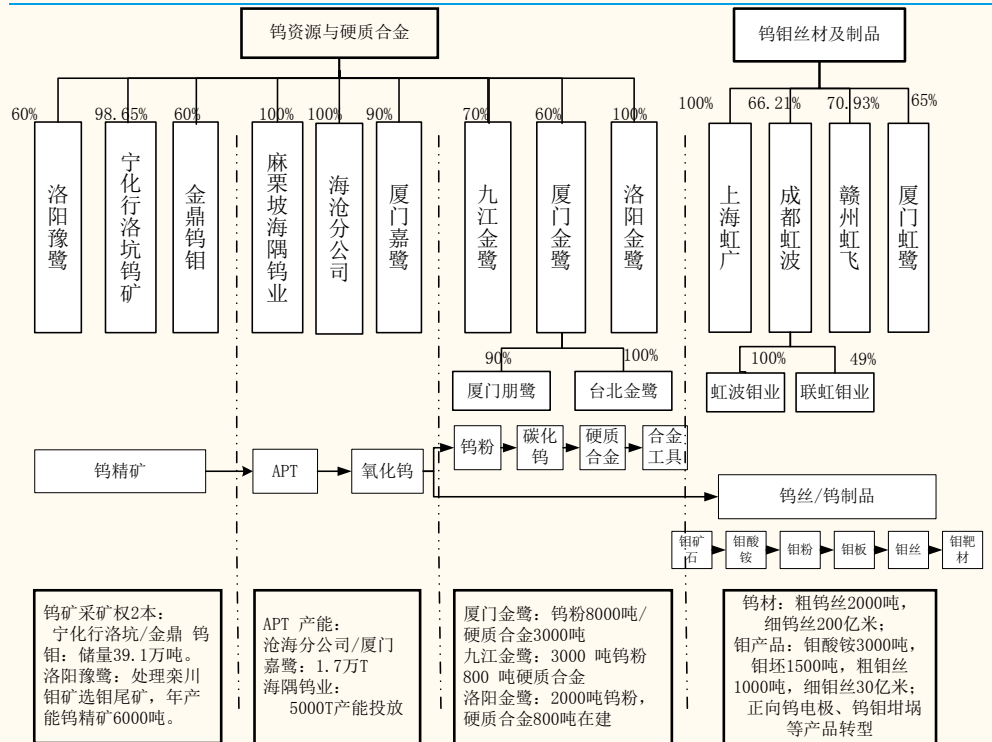 钨资源与硬质合金
钨钼丝材及制品
60%
98.65%
60%
100%
100%
90%
70%
60%
100%
100%
66.21%
70.93%
65%
洛阳豫鹭
宁化行洛坑钨矿
金鼎钨钼
麻栗坡海隅钨业
海沧分公司
厦门嘉鹭
九江金鹭
厦门金鹭
洛阳金鹭
上海虹广
成都虹波
赣州虹飞
厦门虹鹭
90%
100%
100%
49%
厦门朋鹭
台北金鹭
虹波钼业
联虹钼业
钨精矿
APT
氧化钨
钨粉
碳化
钨
硬质
合金
合金
工具
钨丝/钨制品
钼矿
石
钼酸
铵
钼粉
钼板
钼丝
钼靶
材
钨矿采矿权2本：
宁化行洛坑/金鼎 钨
钼：储量39.1万吨。
洛阳豫鹭：处理栾川
钼矿选钼尾矿，年产
能钨精矿6000吨。
APT 产能：
沧海分公司/厦门
嘉鹭：1.7万T
海隅钨业：
5000T产能投放
厦门金鹭：钨粉8000吨/
硬质合金3000吨
九江金鹭：3000 吨钨粉
800 吨硬质合金
洛阳金鹭：2000吨钨粉，
硬质合金800吨在建
钨材：粗钨丝2000吨，
细钨丝200亿米；
钼产品：钼酸铵3000吨，
钼坯1500吨，粗钼丝
1000吨，细钼丝30亿米；
正向钨电极、钨钼坩埚
等产品转型